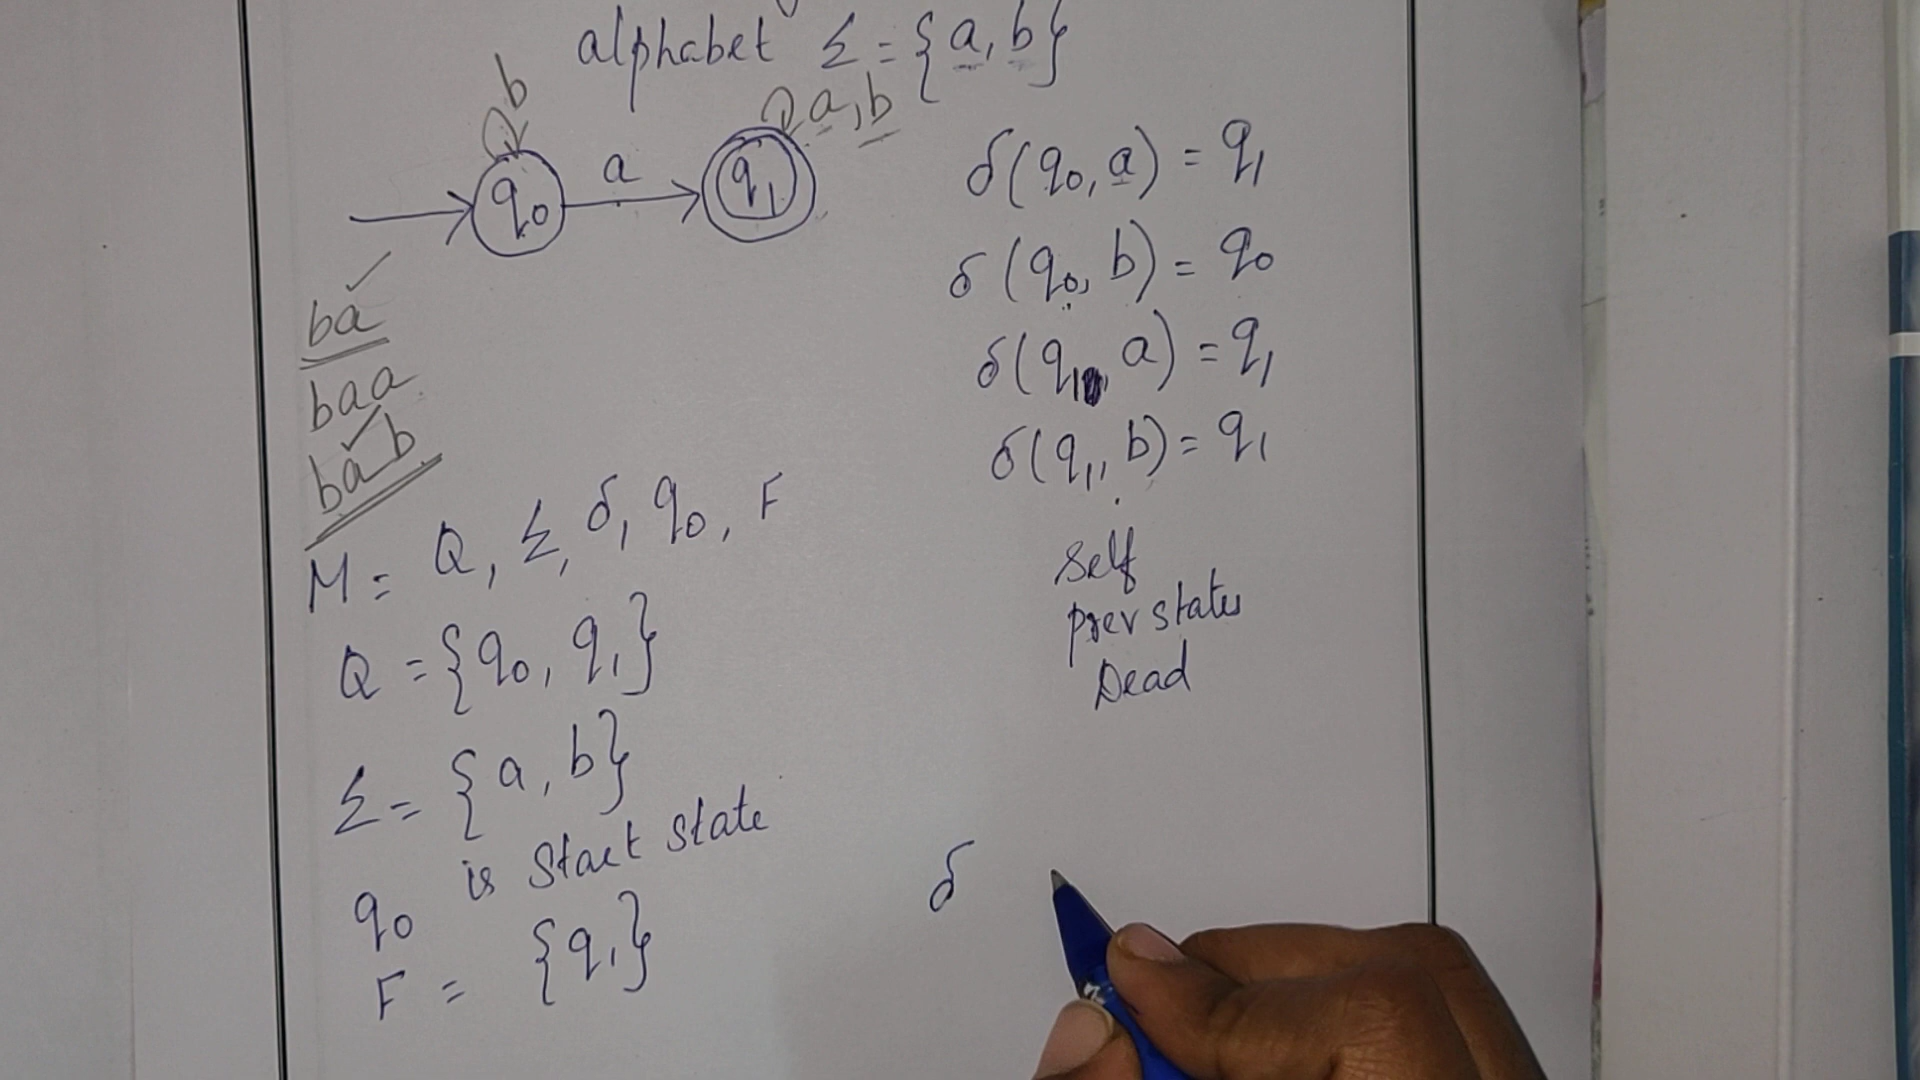 alphabet Σ = {a, b}
b
a, b
a
q0
q1
δ(q0, a) = q1
δ(q0, b) = q0
δ(q1, a) = q1
δ(q1, b) = q1
ba ✓
baa
bab ✓
M = Q, Σ, δ, q0, F
Q = {q0, q1}
Σ = {a, b}
q0 is Start state
F = {q1}
Self
Prev states
Dead
δ